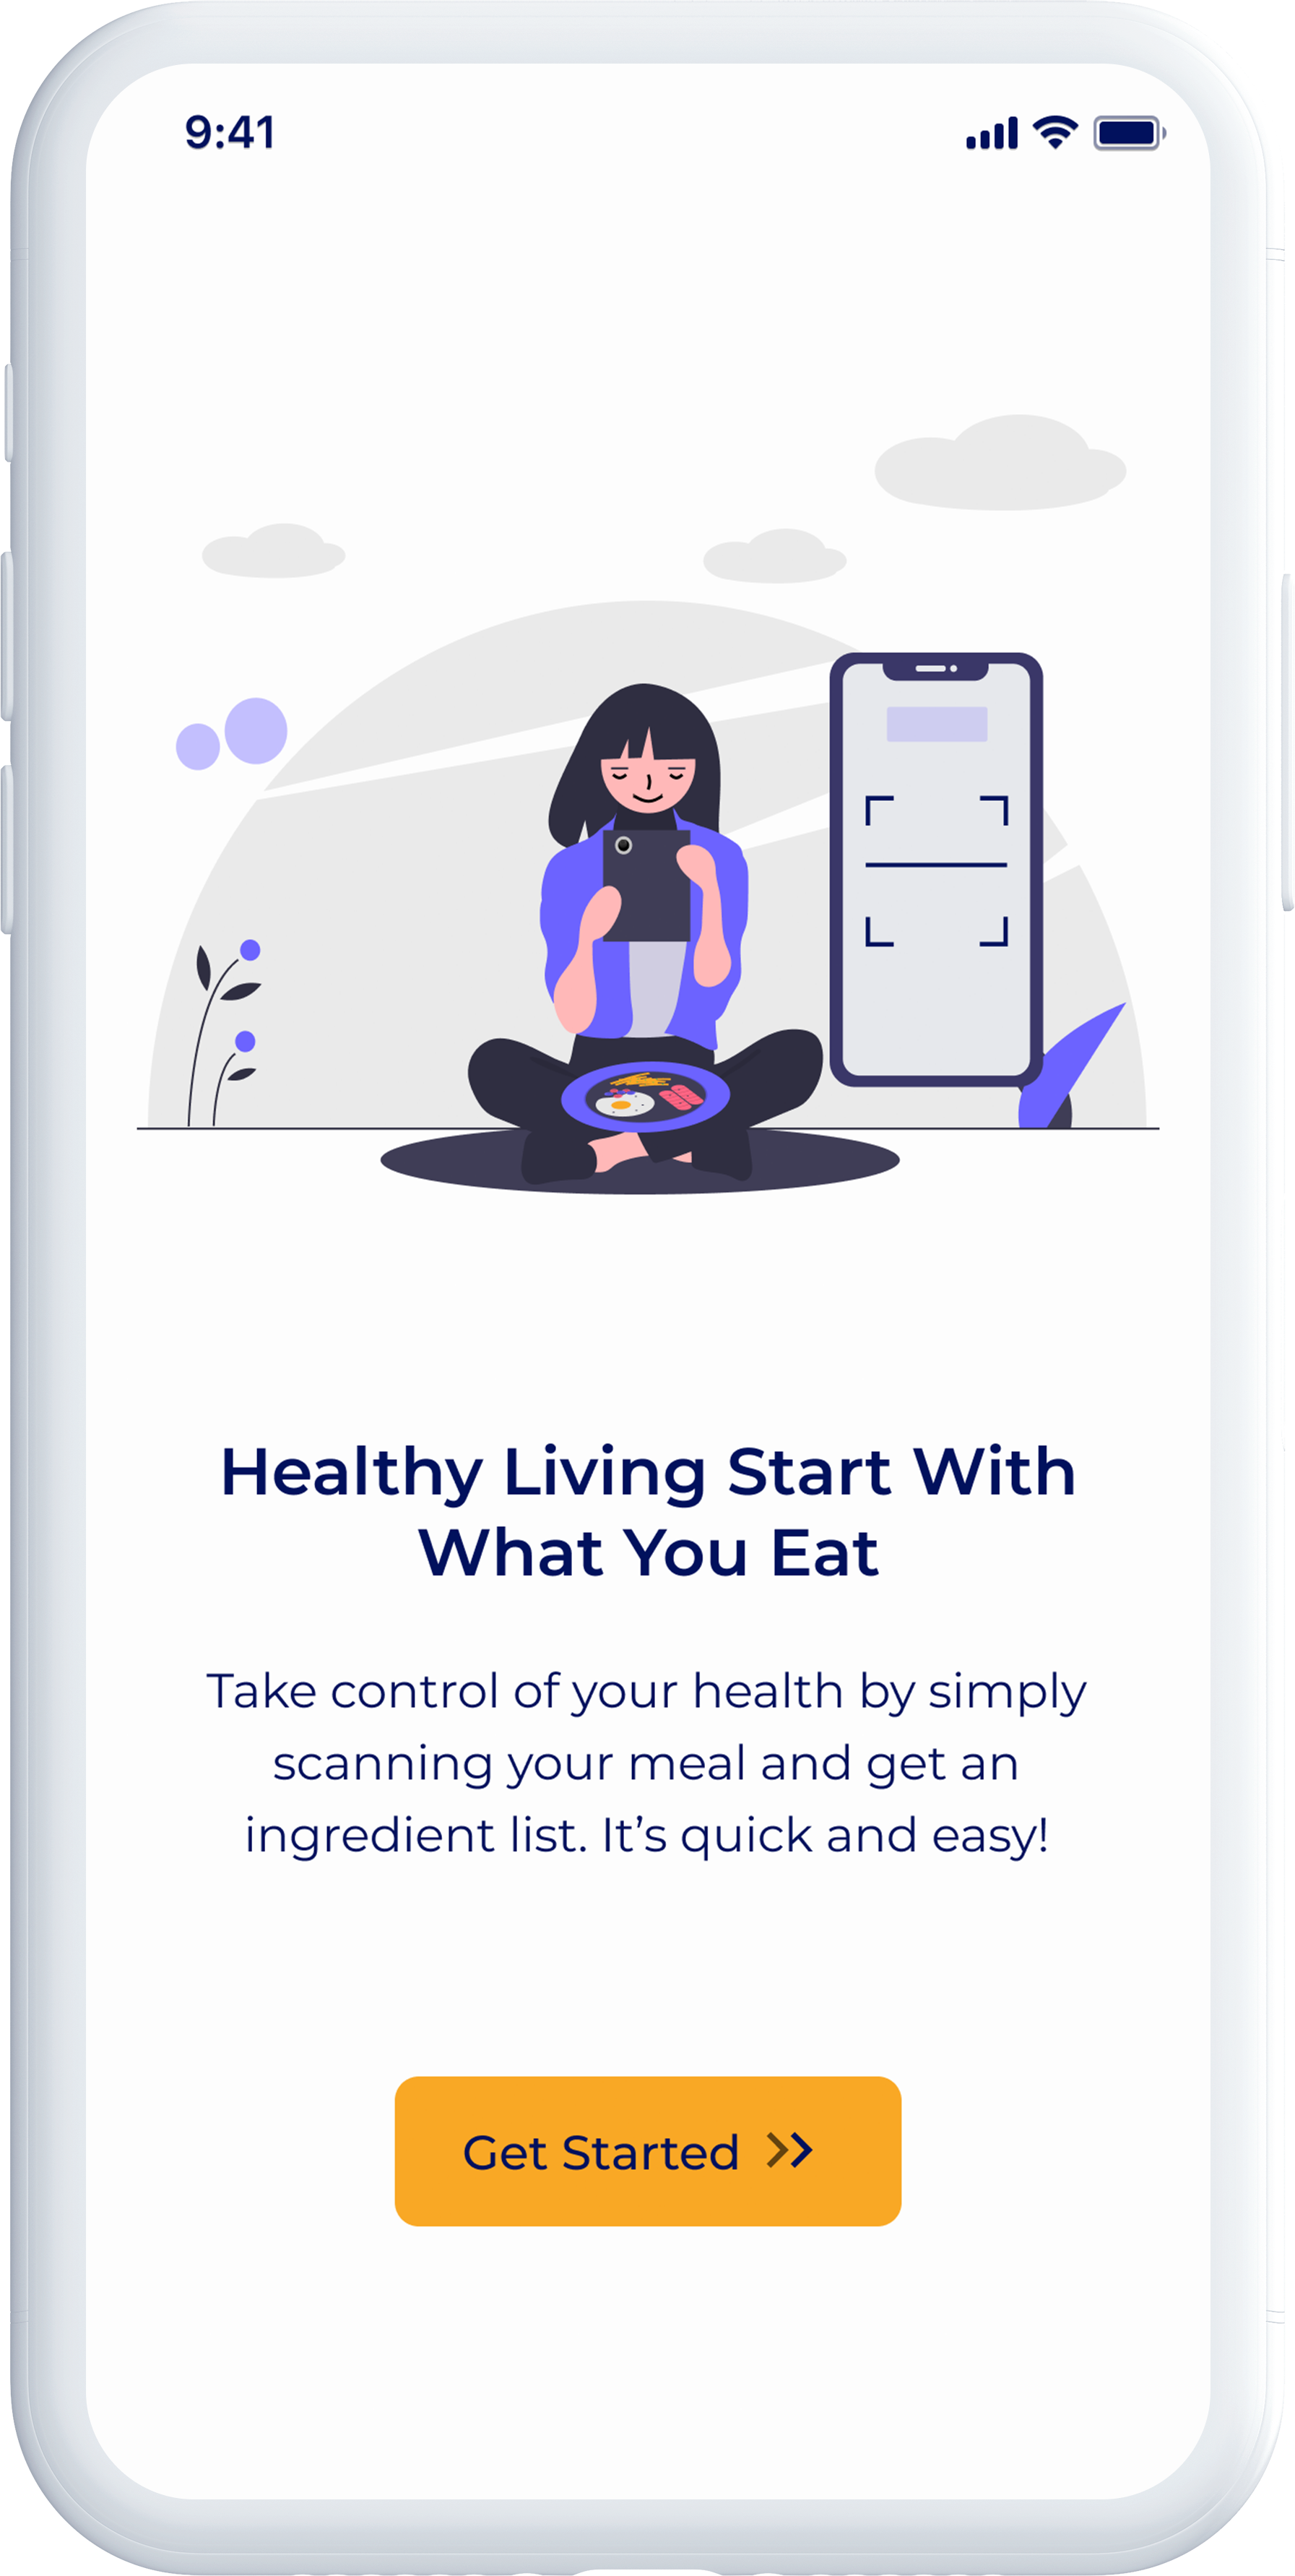 9:41
Healthy Living Start With
What You Eat
Take control of your health by simply
scanning your meal and get an
ingredient list. It’s quick and easy!
Get Started